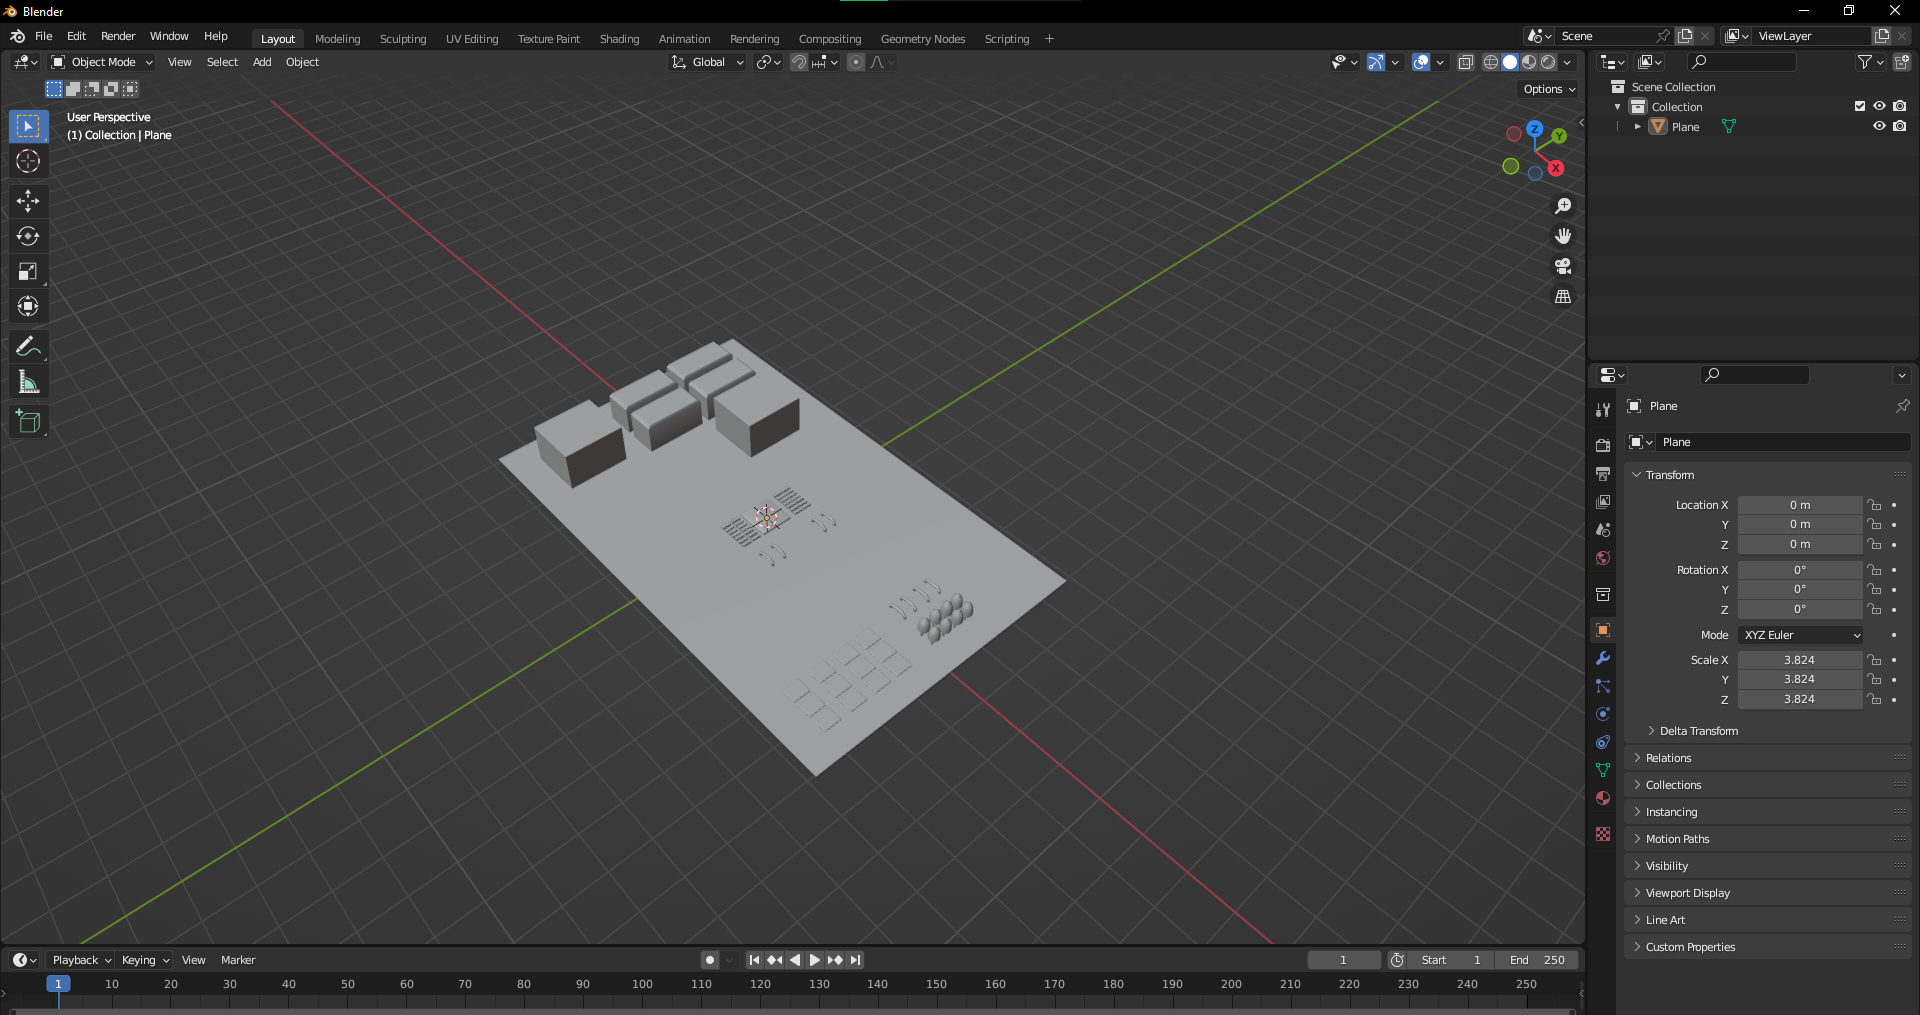 Blender
File Edit Render Window Help Layout Modeling Sculpting UV Editing Texture Paint Shading Animation Rendering Compositing Geometry Nodes Scripting + Scene ViewLayer
Object Mode View Select Add Object Global
Options
User Perspective
(1) Collection | Plane
Z
Y
X
Scene Collection
Collection
Plane
Plane
Plane
Transform
Location X 0 m
Y 0 m
Z 0 m
Rotation X 0°
Y 0°
Z 0°
Mode XYZ Euler
Scale X 3.824
Y 3.824
Z 3.824
Delta Transform
Relations
Collections
Instancing
Motion Paths
Visibility
Viewport Display
Line Art
Custom Properties
Playback Keying View Marker 1 Start 1 End 250
1 10 20 30 40 50 60 70 80 90 100 110 120 130 140 150 160 170 180 190 200 210 220 230 240 250